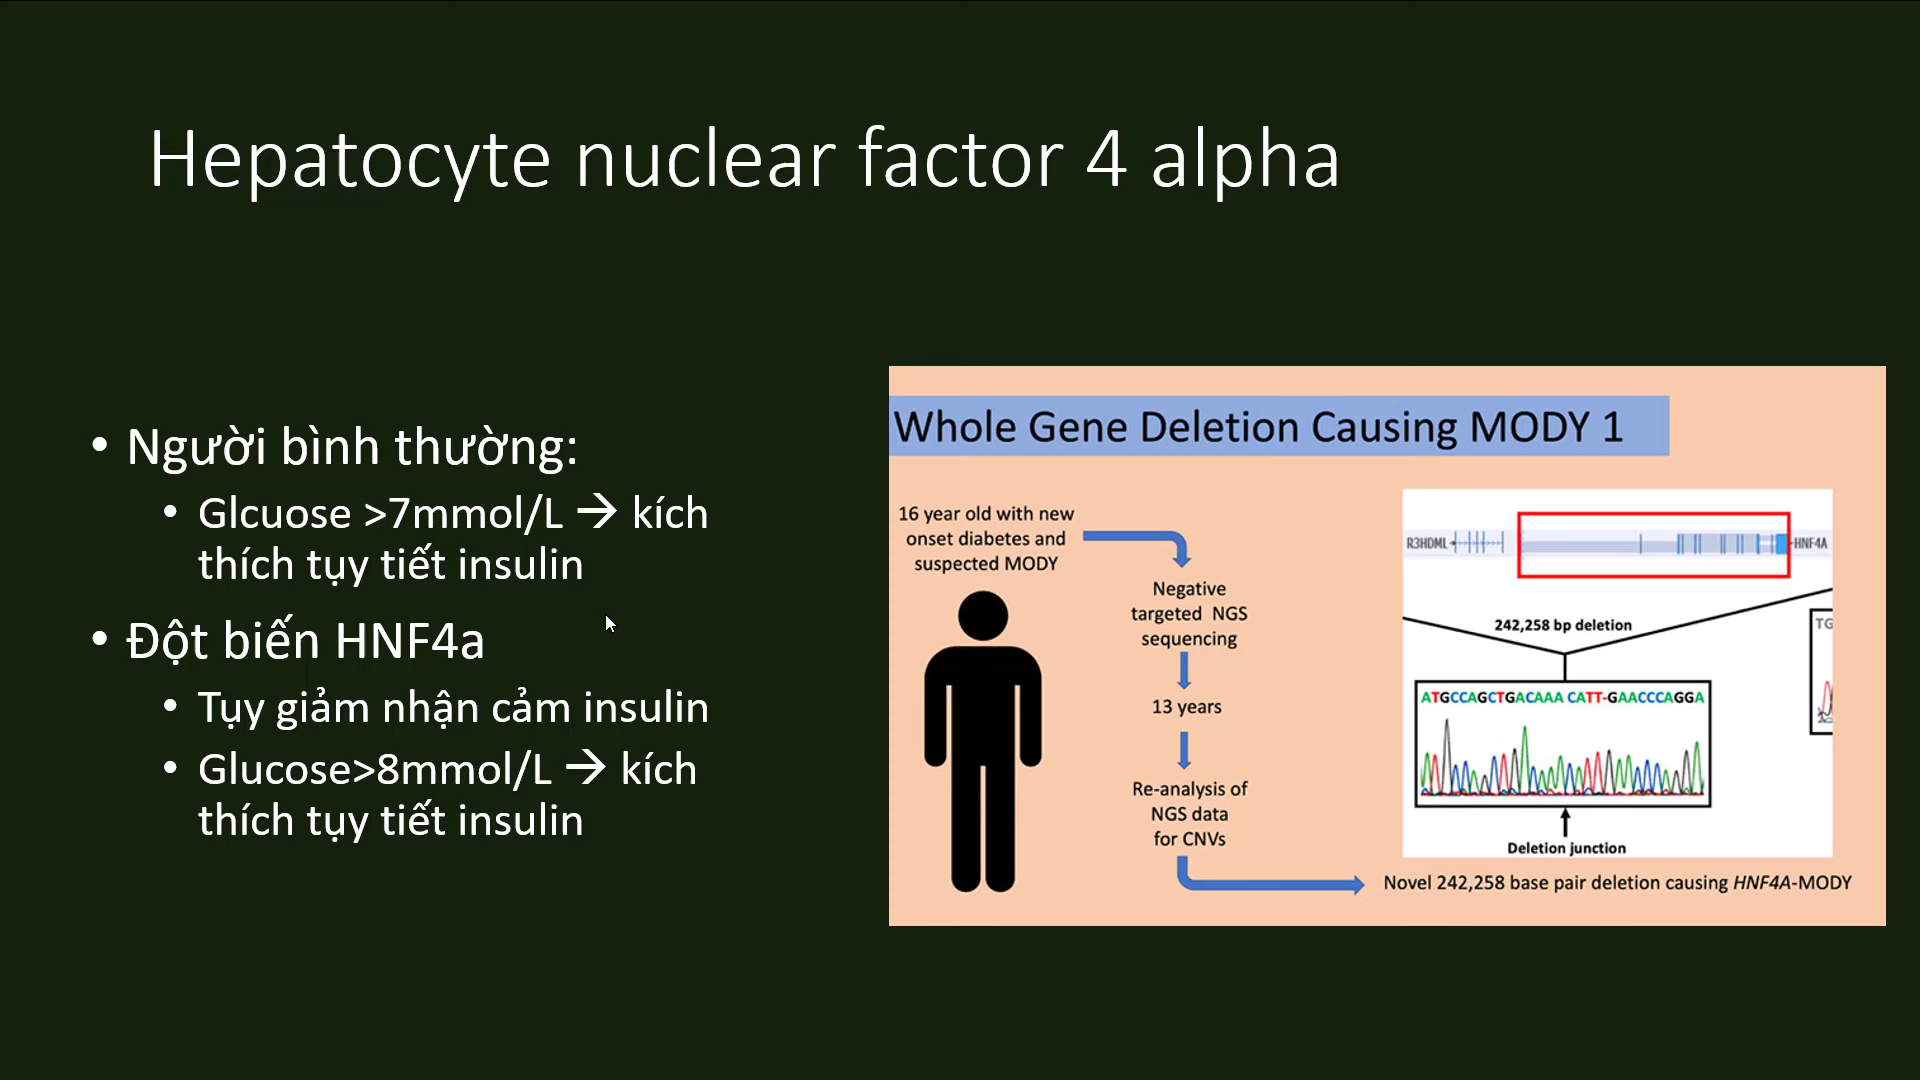 Hepatocyte nuclear factor 4 alpha
• Người bình thường:
• Glcuose >7mmol/L → kích
thích tụy tiết insulin
• Đột biến HNF4a
• Tụy giảm nhận cảm insulin
• Glucose>8mmol/L → kích
thích tụy tiết insulin
Whole Gene Deletion Causing MODY 1
16 year old with new
onset diabetes and
suspected MODY
Negative
targeted NGS
sequencing
13 years
Re-analysis of
NGS data
for CNVs
R3HDML
HNF4A
242,258 bp deletion
TG
ATGCCAGCTGACAAA CATT-GAACCCAGGA
Deletion junction
Novel 242,258 base pair deletion causing HNF4A-MODY